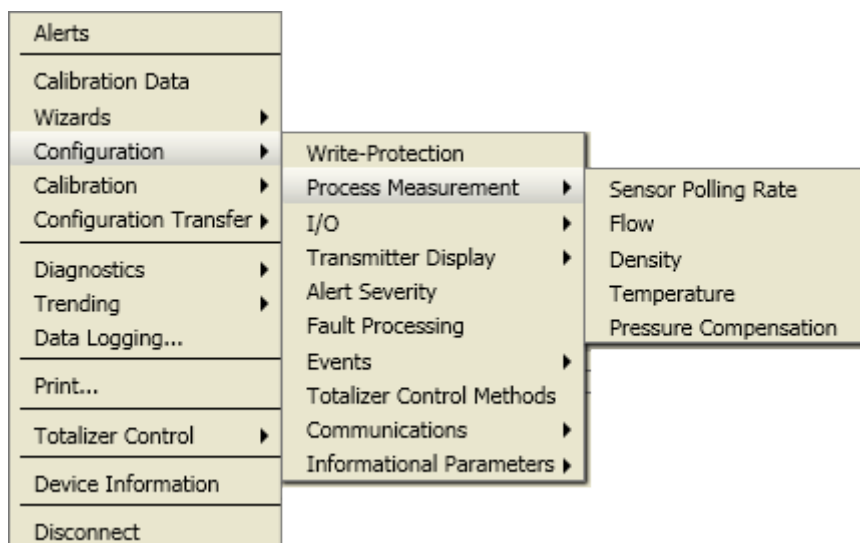 Alerts
Calibration Data
Wizards
Configuration
Calibration
Configuration Transfer
Diagnostics
Trending
Data Logging...
Print...
Totalizer Control
Device Information
Disconnect
Write-Protection
Process Measurement
I/O
Transmitter Display
Alert Severity
Fault Processing
Events
Totalizer Control Methods
Communications
Informational Parameters
Sensor Polling Rate
Flow
Density
Temperature
Pressure Compensation